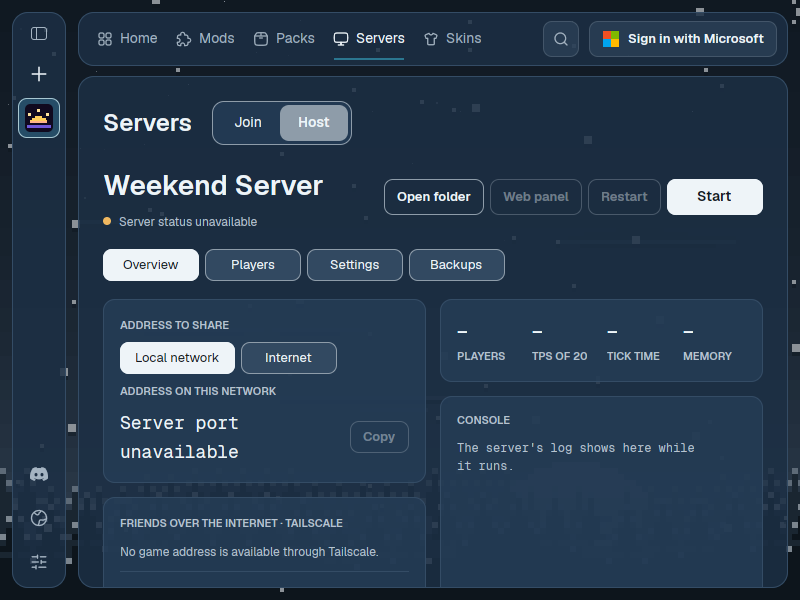 Home
Mods
Packs
Servers
Skins
Sign in with Microsoft
Servers
Join
Host
Weekend Server
Server status unavailable
Open folder
Web panel
Restart
Start
Overview
Players
Settings
Backups
ADDRESS TO SHARE
Local network
Internet
ADDRESS ON THIS NETWORK
Server port
unavailable
Copy
FRIENDS OVER THE INTERNET · TAILSCALE
No game address is available through Tailscale.
– – – –
PLAYERS
TPS OF 20
TICK TIME
MEMORY
CONSOLE
The server's log shows here while
it runs.